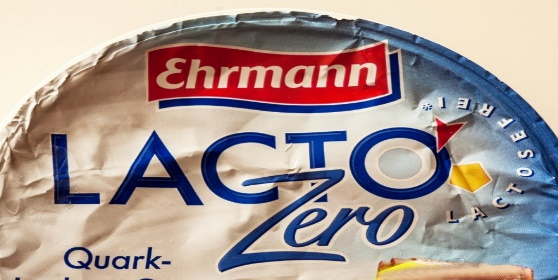 Ehrmann
LACTO
Zero
LACTOSEFREI*
Quark-